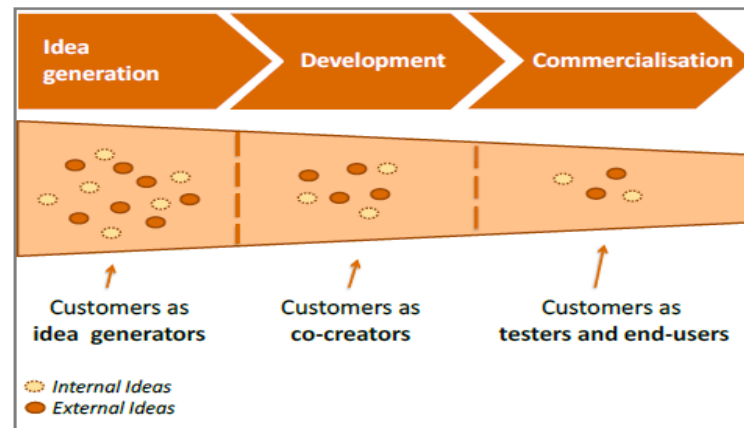 Idea
generation
Development
Commercialisation
Customers as
idea generators
Customers as
co-creators
Customers as
testers and end-users
Internal Ideas
External Ideas